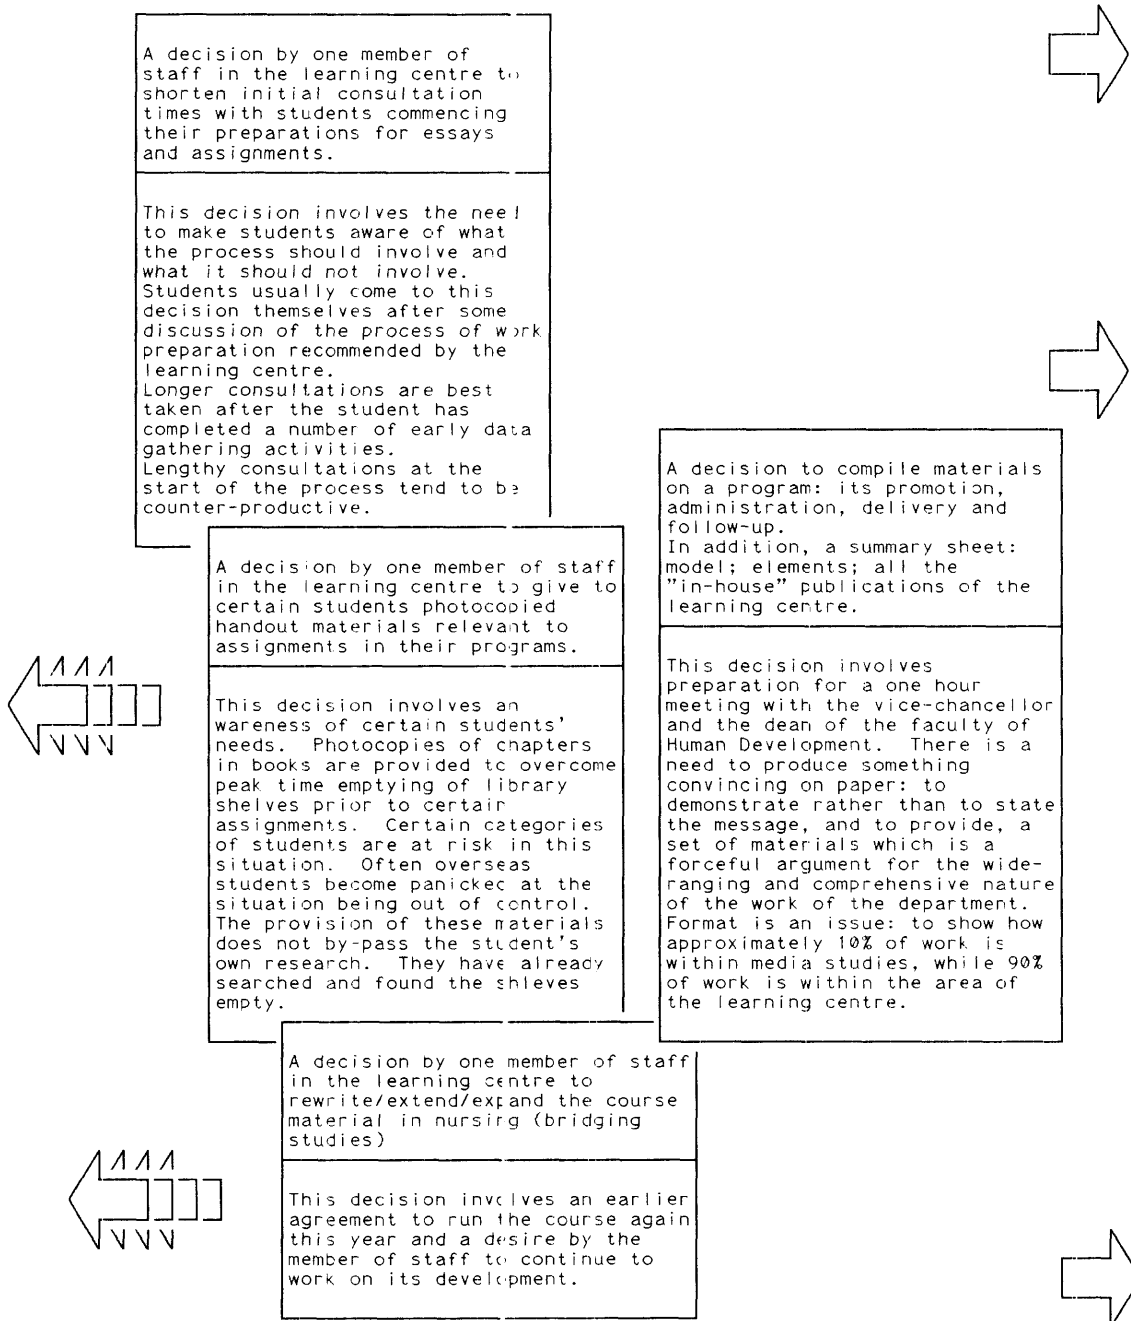 A decision by one member of
staff in the learning centre to
shorten initial consultation
times with students commencing
their preparations for essays
and assignments.
This decision involves the need
to make students aware of what
the process should involve and
what it should not involve.
Students usually come to this
decision themselves after some
discussion of the process of work
preparation recommended by the
learning centre.
Longer consultations are best
taken after the student has
completed a number of early data
gathering activities.
Lengthy consultations at the
start of the process tend to be
counter-productive.
A decision by one member of staff
in the learning centre to give to
certain students photocopied
handout materials relevant to
assignments in their programs.
This decision involves an
wareness of certain students'
needs. Photocopies of chapters
in books are provided to overcome
peak time emptying of library
shelves prior to certain
assignments. Certain categories
of students are at risk in this
situation. Often overseas
students become panicked at the
situation being out of control.
The provision of these materials
does not by-pass the student's
own research. They have already
searched and found the shleves
empty.
A decision to compile materials
on a program: its promotion,
administration, delivery and
follow-up.
In addition, a summary sheet:
model; elements; all the
"in-house" publications of the
learning centre.
This decision involves
preparation for a one hour
meeting with the vice-chancellor
and the dean of the faculty of
Human Development. There is a
need to produce something
convincing on paper: to
demonstrate rather than to state
the message, and to provide, a
set of materials which is a
forceful argument for the wide-
ranging and comprehensive nature
of the work of the department.
Format is an issue: to show how
approximately 10% of work is
within media studies, while 90%
of work is within the area of
the learning centre.
A decision by one member of staff
in the learning centre to
rewrite/extend/expand the course
material in nursing (bridging
studies)
This decision involves an earlier
agreement to run the course again
this year and a desire by the
member of staff to continue to
work on its development.